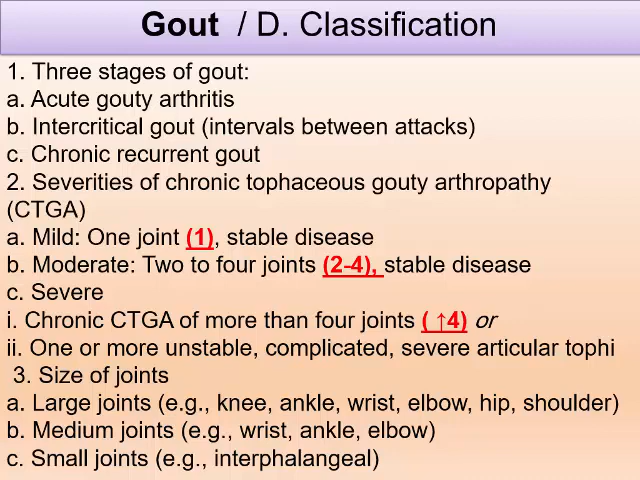 Gout / D. Classification
1. Three stages of gout:
a. Acute gouty arthritis
b. Intercritical gout (intervals between attacks)
c. Chronic recurrent gout
2. Severities of chronic tophaceous gouty arthropathy
(CTGA)
a. Mild: One joint (1), stable disease
b. Moderate: Two to four joints (2-4), stable disease
c. Severe
i. Chronic CTGA of more than four joints ( ↑4) or
ii. One or more unstable, complicated, severe articular tophi
3. Size of joints
a. Large joints (e.g., knee, ankle, wrist, elbow, hip, shoulder)
b. Medium joints (e.g., wrist, ankle, elbow)
c. Small joints (e.g., interphalangeal)